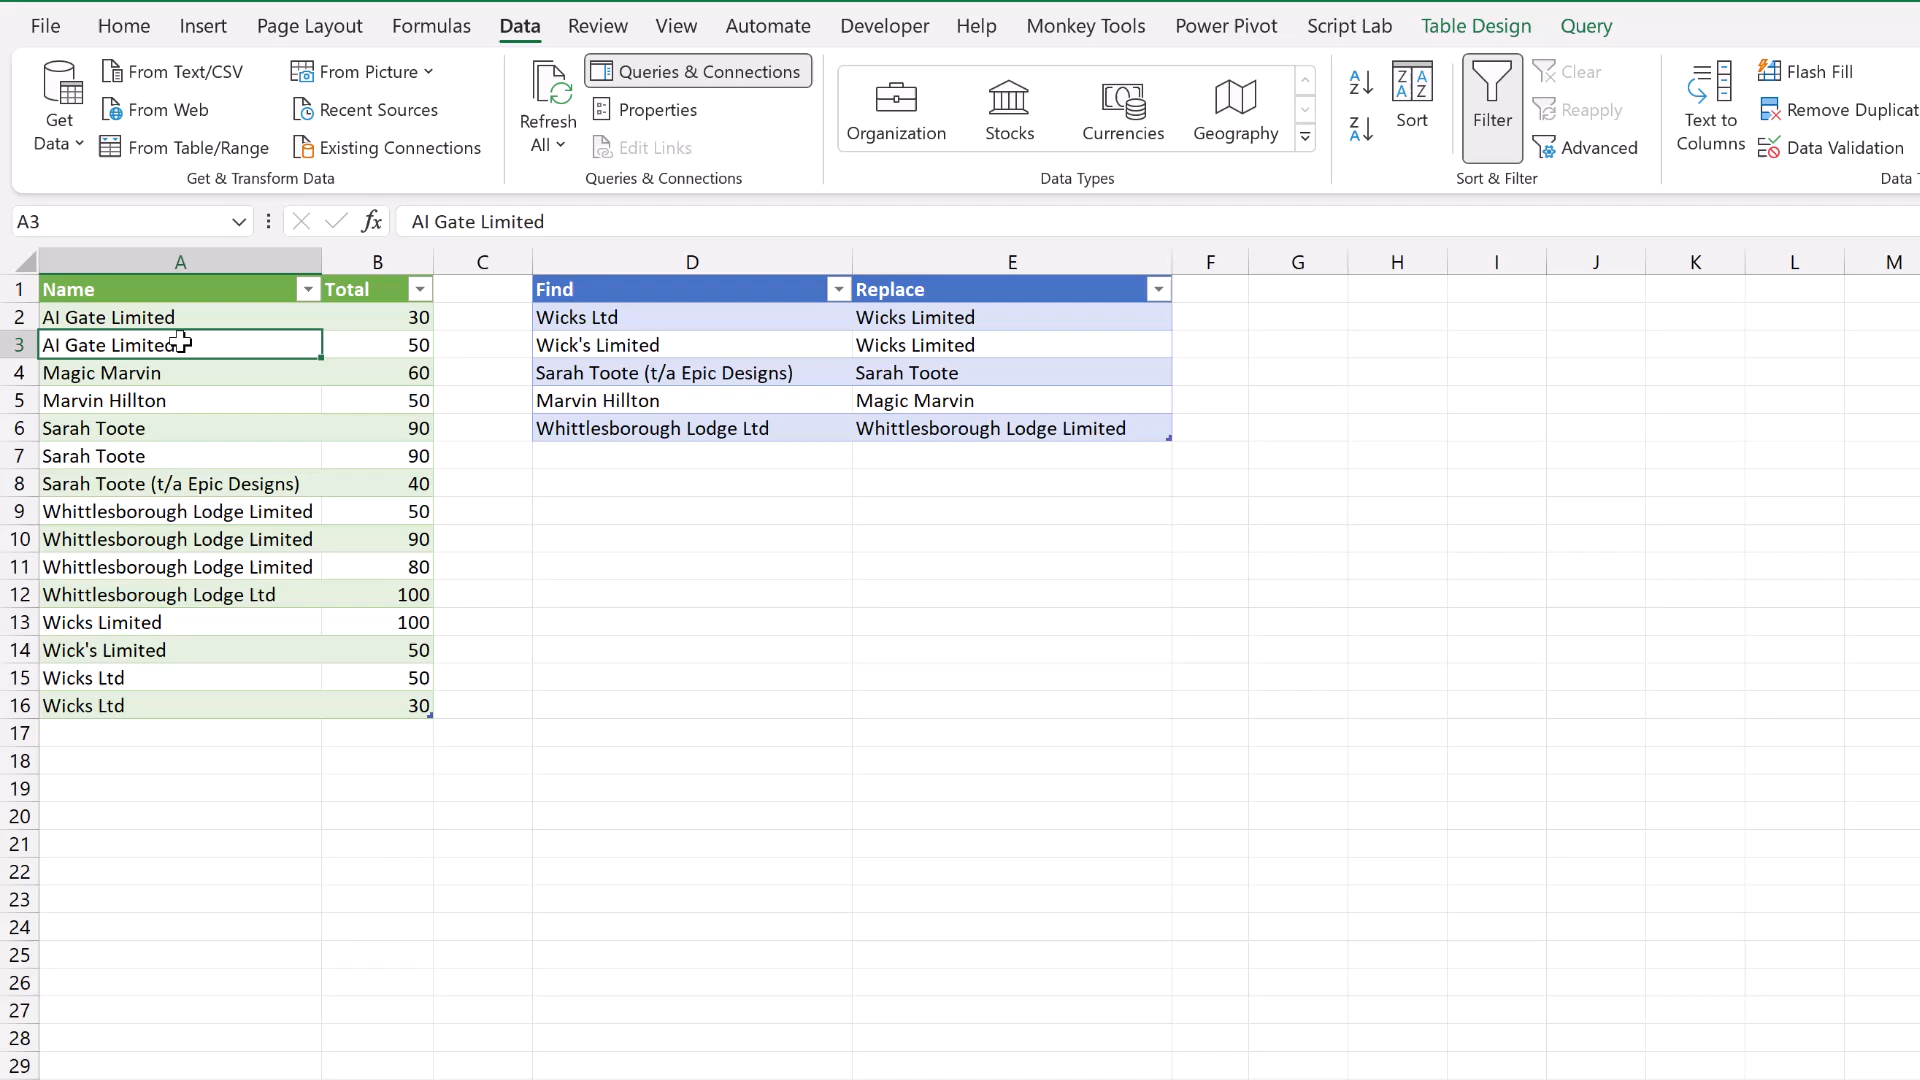 File Home Insert Page Layout Formulas Data Review View Automate Developer Help Monkey Tools Power Pivot Script Lab Table Design Query
Get Data
From Text/CSV
From Web
From Table/Range
From Picture
Recent Sources
Existing Connections
Get & Transform Data
Refresh All
Queries & Connections
Properties
Edit Links
Queries & Connections
Organization Stocks Currencies Geography
Data Types
Sort
Filter
Clear
Reapply
Advanced
Sort & Filter
Text to Columns
Flash Fill
Remove Duplicat
Data Validation
Data T
A3 fx AI Gate Limited
A B C D E F G H I J K L M
1 Name Total Find Replace
2 AI Gate Limited 30 Wicks Ltd Wicks Limited
3 AI Gate Limited 50 Wick's Limited Wicks Limited
4 Magic Marvin 60 Sarah Toote (t/a Epic Designs) Sarah Toote
5 Marvin Hillton 50 Marvin Hillton Magic Marvin
6 Sarah Toote 90 Whittlesborough Lodge Ltd Whittlesborough Lodge Limited
7 Sarah Toote 90
8 Sarah Toote (t/a Epic Designs) 40
9 Whittlesborough Lodge Limited 50
10 Whittlesborough Lodge Limited 90
11 Whittlesborough Lodge Limited 80
12 Whittlesborough Lodge Ltd 100
13 Wicks Limited 100
14 Wick's Limited 50
15 Wicks Ltd 50
16 Wicks Ltd 30
17
18
19
20
21
22
23
24
25
26
27
28
29